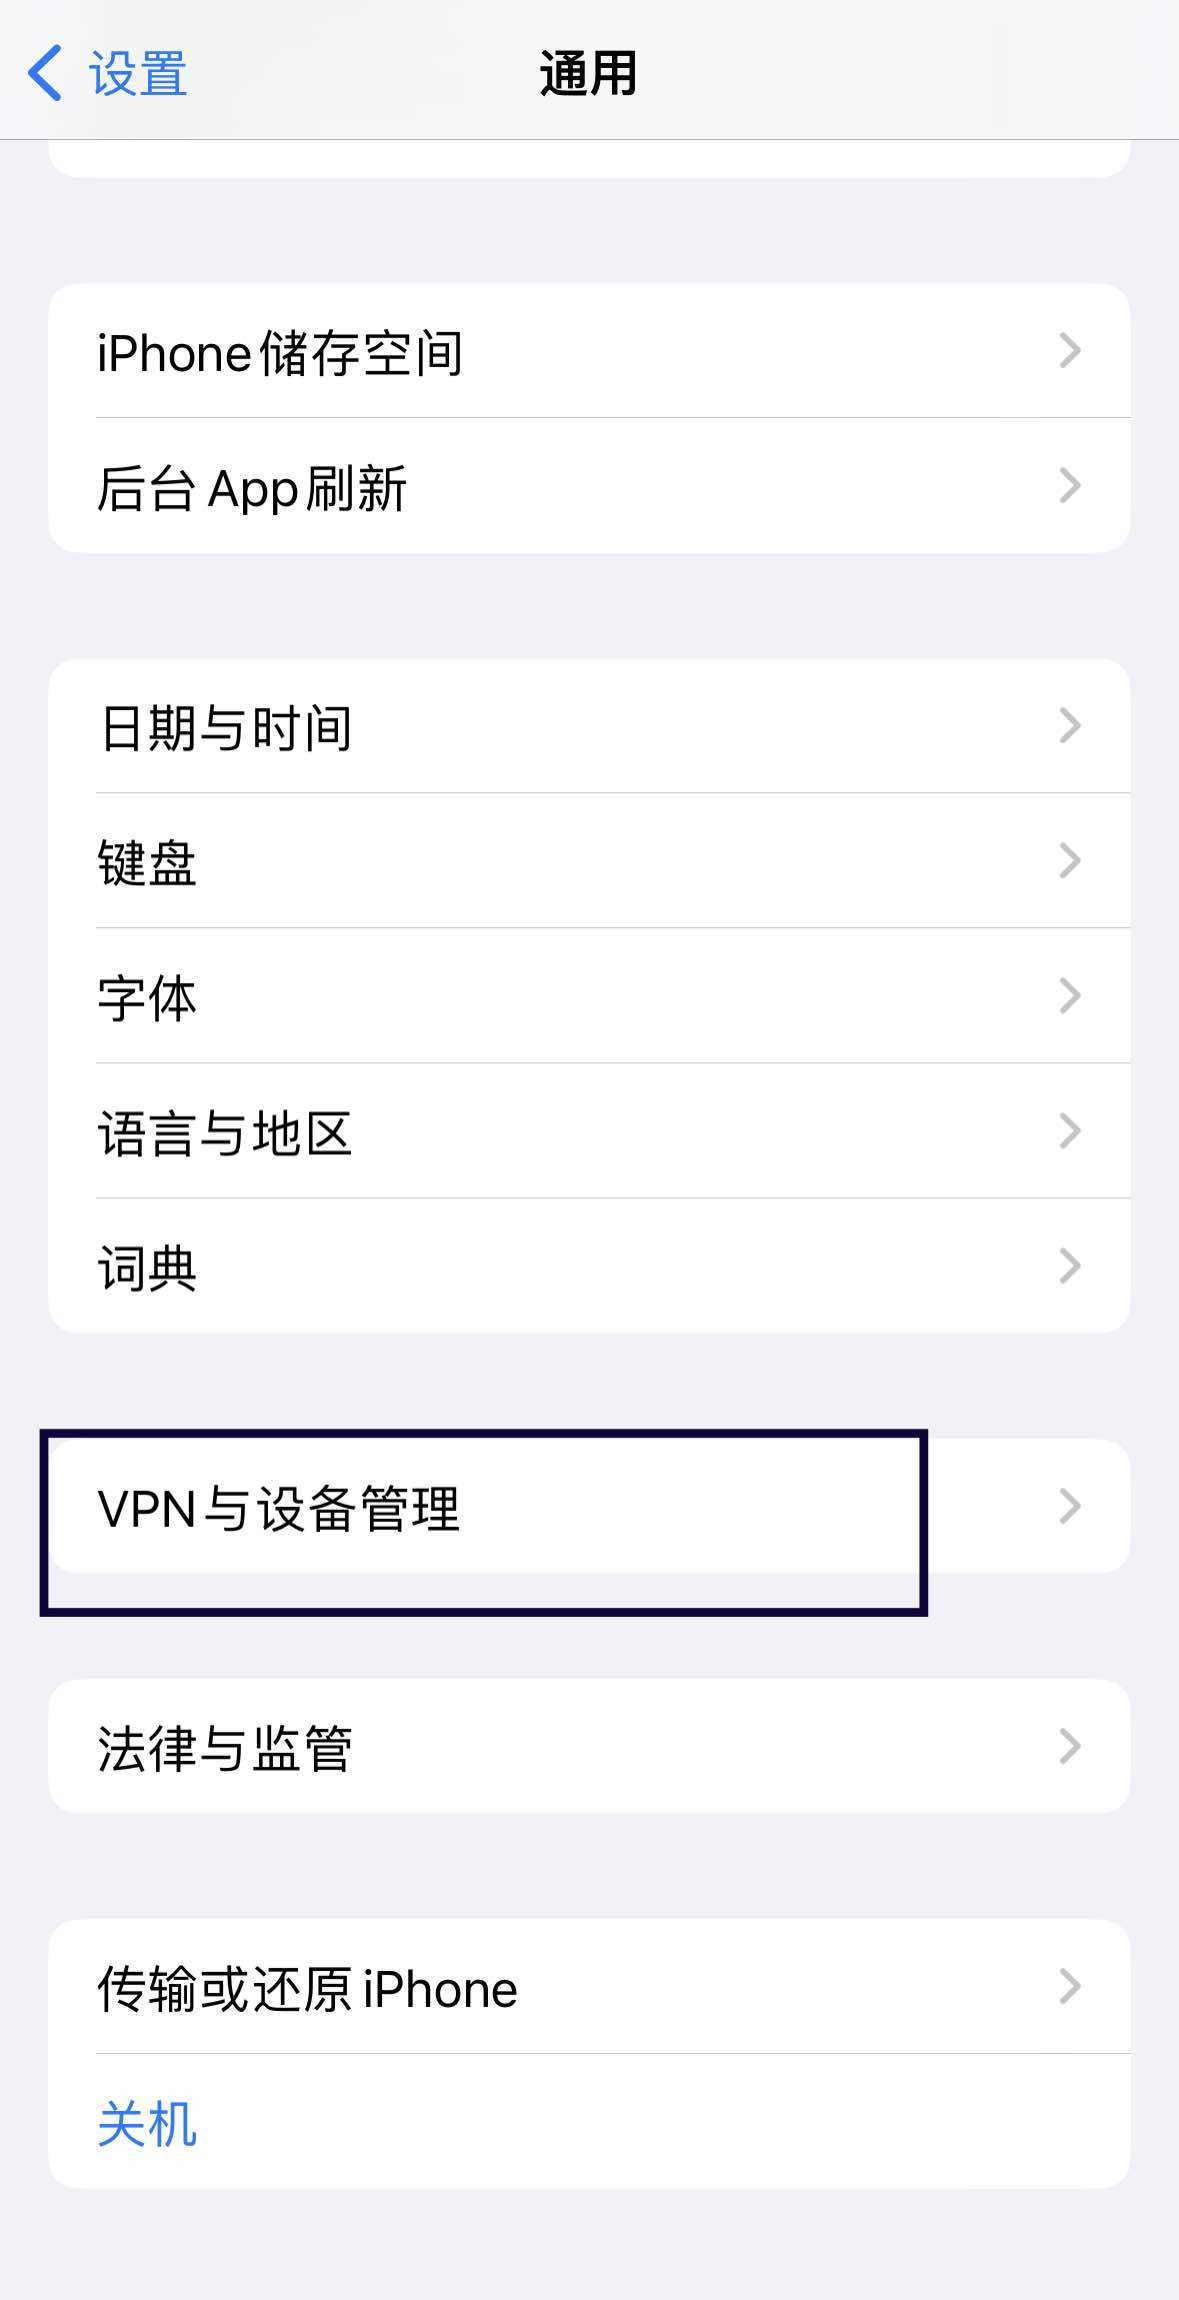 设置
通用
iPhone储存空间
后台App刷新
日期与时间
键盘
字体
语言与地区
词典
VPN与设备管理
法律与监管
传输或还原iPhone
关机